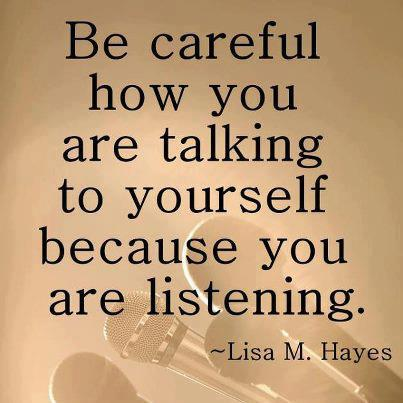 Be careful
how you
are talking
to yourself
because you
are listening.
~Lisa M. Hayes